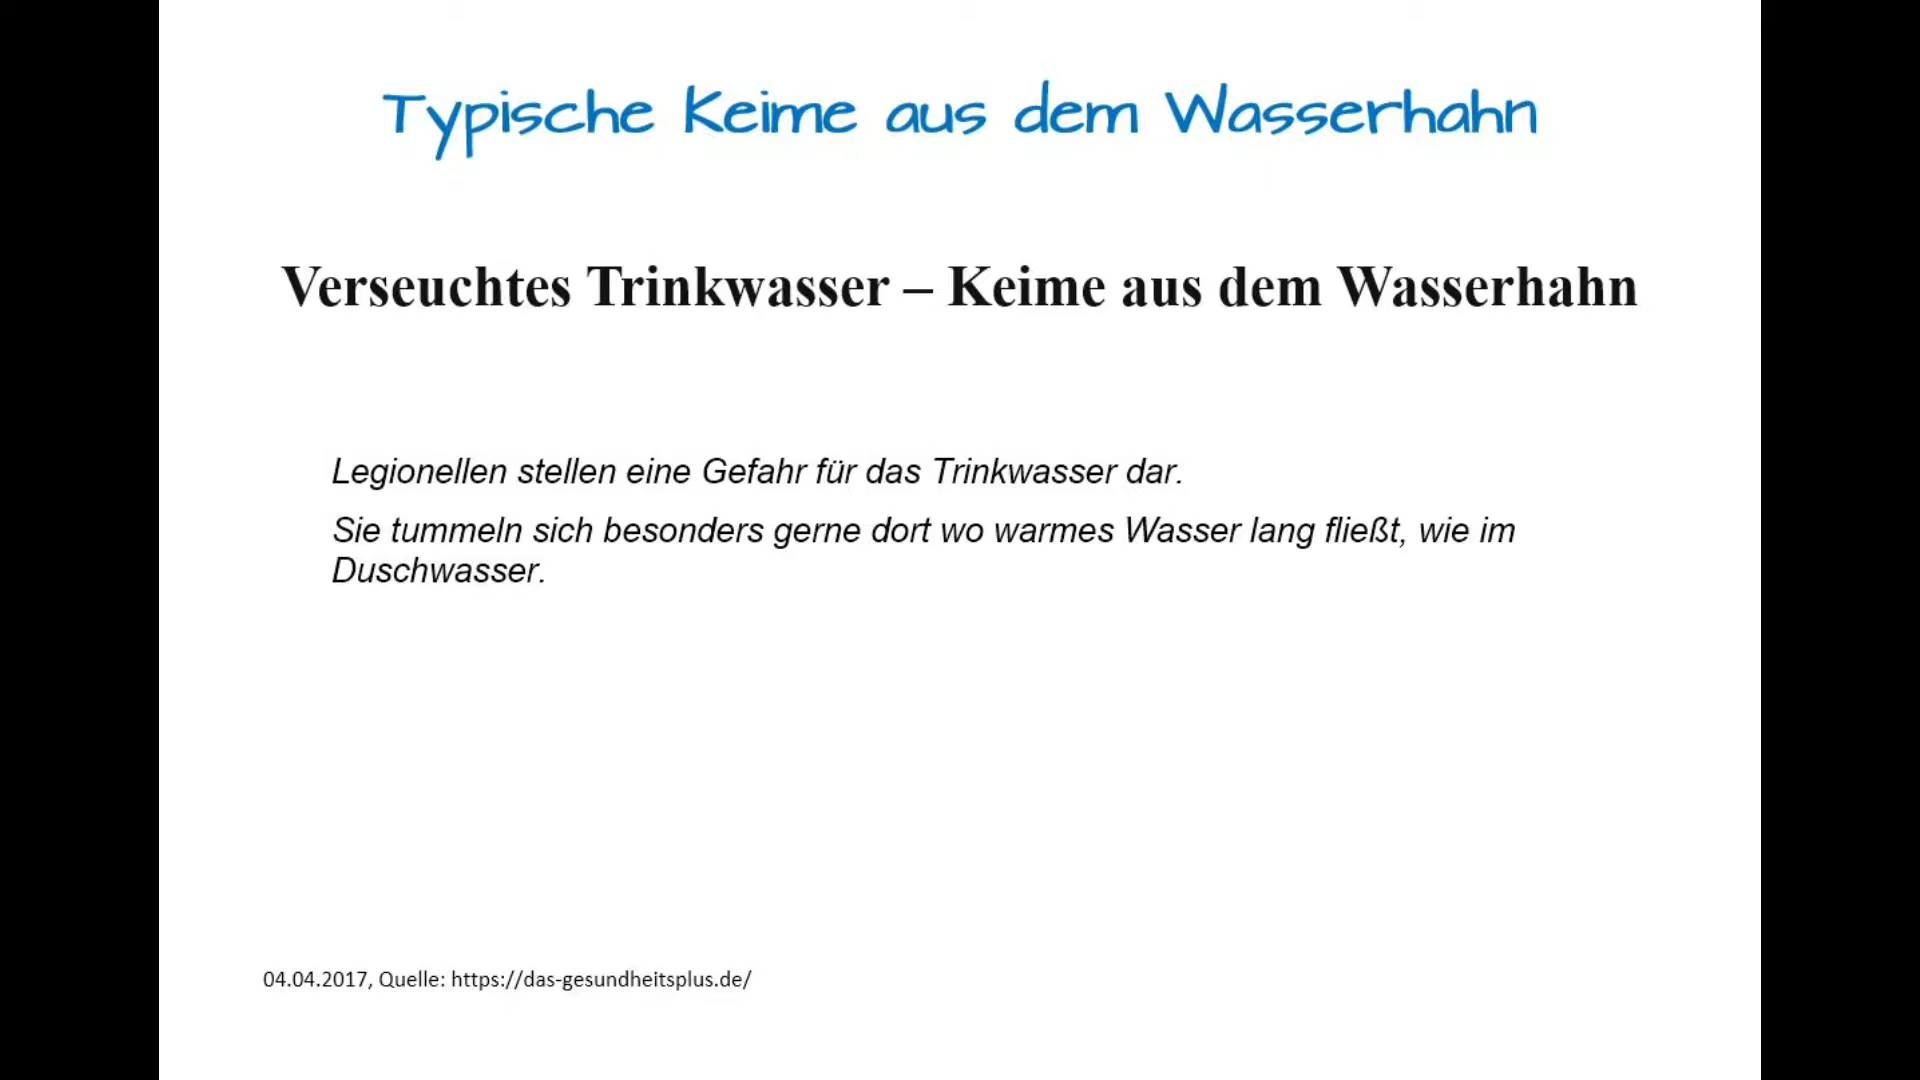 Typische Keime aus dem Wasserhahn
Verseuchtes Trinkwasser – Keime aus dem Wasserhahn
Legionellen stellen eine Gefahr für das Trinkwasser dar.
Sie tummeln sich besonders gerne dort wo warmes Wasser lang fließt, wie im
Duschwasser.
04.04.2017, Quelle: https://das-gesundheitsplus.de/